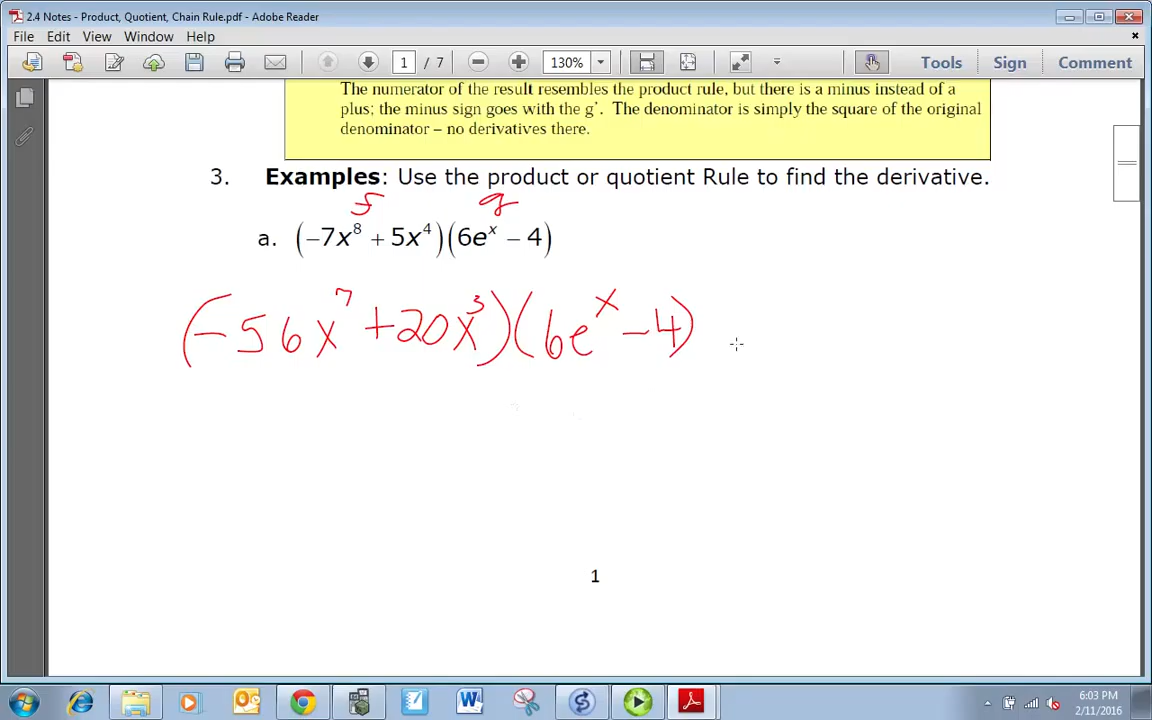 2.4 Notes - Product, Quotient, Chain Rule.pdf - Adobe Reader
File Edit View Window Help
1 / 7 130% Tools Sign Comment
The numerator of the result resembles the product rule, but there is a minus instead of a
plus; the minus sign goes with the g'. The denominator is simply the square of the original
denominator – no derivatives there.
3. Examples: Use the product or quotient Rule to find the derivative.
f g
a. (−7x⁸ + 5x⁴)(6eˣ − 4)
(−56x⁷ + 20x³)(6eˣ − 4)
1
6:03 PM
2/11/2016